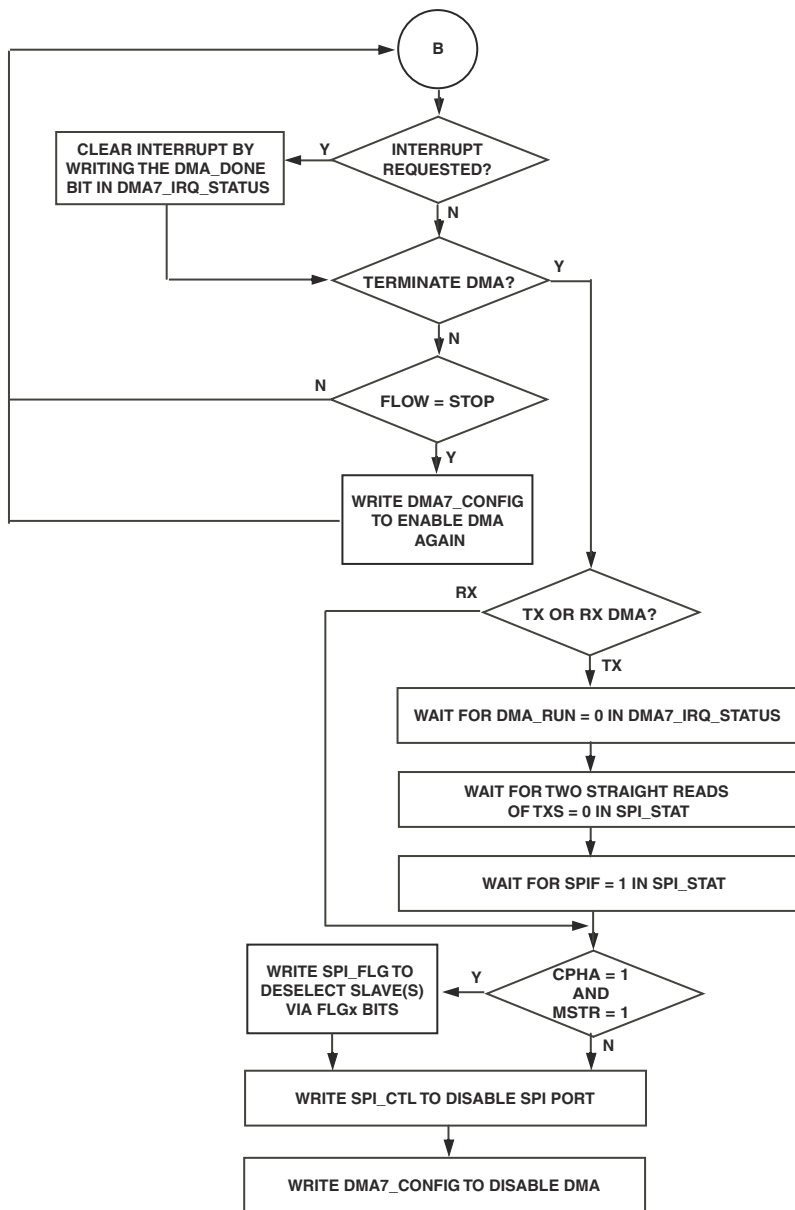 B
CLEAR INTERRUPT BY
WRITING THE DMA_DONE
BIT IN DMA7_IRQ_STATUS
Y
INTERRUPT
REQUESTED?
N
TERMINATE DMA?
Y
N
N
FLOW = STOP
Y
WRITE DMA7_CONFIG
TO ENABLE DMA
AGAIN
RX
TX OR RX DMA?
TX
WAIT FOR DMA_RUN = 0 IN DMA7_IRQ_STATUS
WAIT FOR TWO STRAIGHT READS
OF TXS = 0 IN SPI_STAT
WAIT FOR SPIF = 1 IN SPI_STAT
WRITE SPI_FLG TO
DESELECT SLAVE(S)
VIA FLGx BITS
Y
CPHA = 1
AND
MSTR = 1
N
WRITE SPI_CTL TO DISABLE SPI PORT
WRITE DMA7_CONFIG TO DISABLE DMA